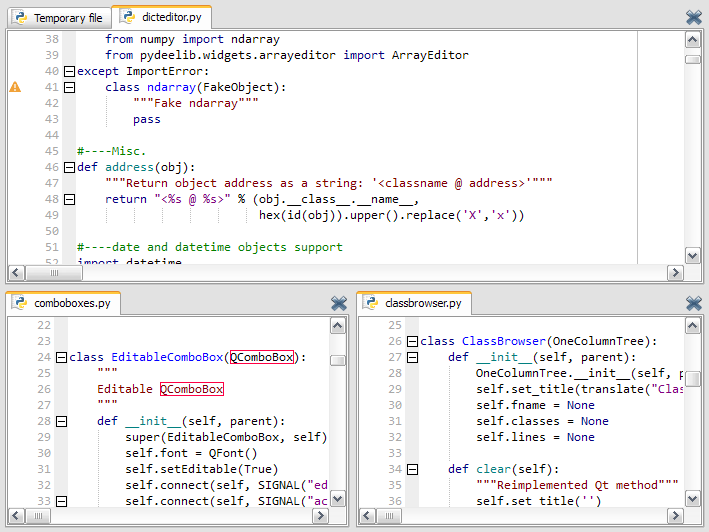 Temporary file
dicteditor.py
38 from numpy import ndarray
39 from pydeelib.widgets.arrayeditor import ArrayEditor
40 except ImportError:
41 class ndarray(FakeObject):
42 """Fake ndarray"""
43 pass
44
45 #----Misc.
46 def address(obj):
47 """Return object address as a string: '<classname @ address>'"""
48 return "<%s @ %s>" % (obj.__class__.__name__,
49 hex(id(obj)).upper().replace('X','x'))
50
51 #----date and datetime objects support
52 import datetime
comboboxes.py
22
23
24 class EditableComboBox(QComboBox):
25 """
26 Editable QComboBox
27 """
28 def __init__(self, parent):
29 super(EditableComboBox, self)
30 self.font = QFont()
31 self.setEditable(True)
32 self.connect(self, SIGNAL("ed
33 self.connect(self, SIGNAL("ac
classbrowser.py
25
26 class ClassBrowser(OneColumnTree):
27 def __init__(self, parent):
28 OneColumnTree.__init__(self, p
29 self.set_title(translate("Clas
30 self.fname = None
31 self.classes = None
32 self.lines = None
33
34 def clear(self):
35 """Reimplemented Qt method"""
36 self.set_title('')